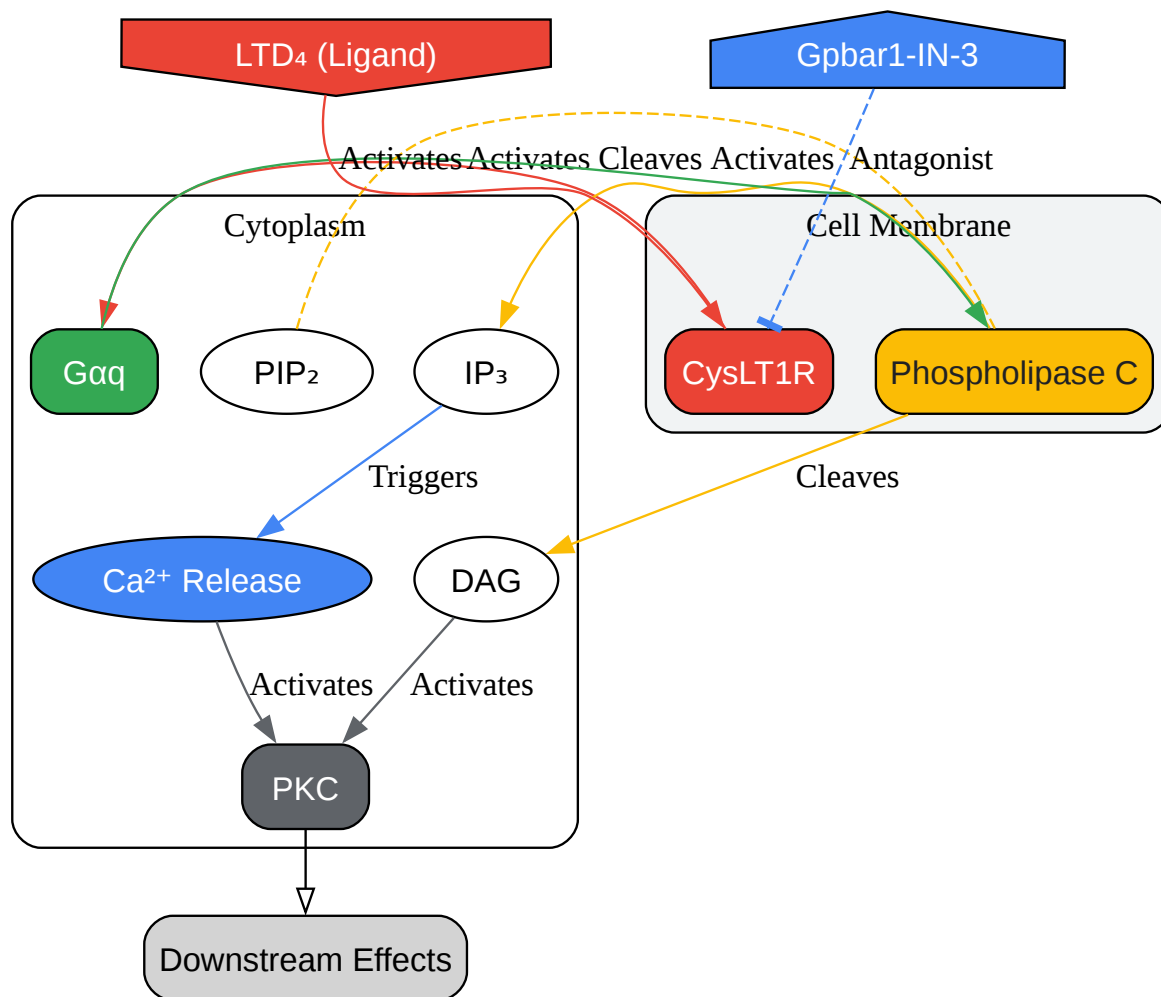 LTD₄ (Ligand)
Gpbar1-IN-3
Activates
Activates
Cleaves
Activates
Antagonist
Cytoplasm
Cell Membrane
Gαq
PIP₂
IP₃
CysLT1R
Phospholipase C
Triggers
Cleaves
Ca²⁺ Release
DAG
Activates
Activates
PKC
Downstream Effects